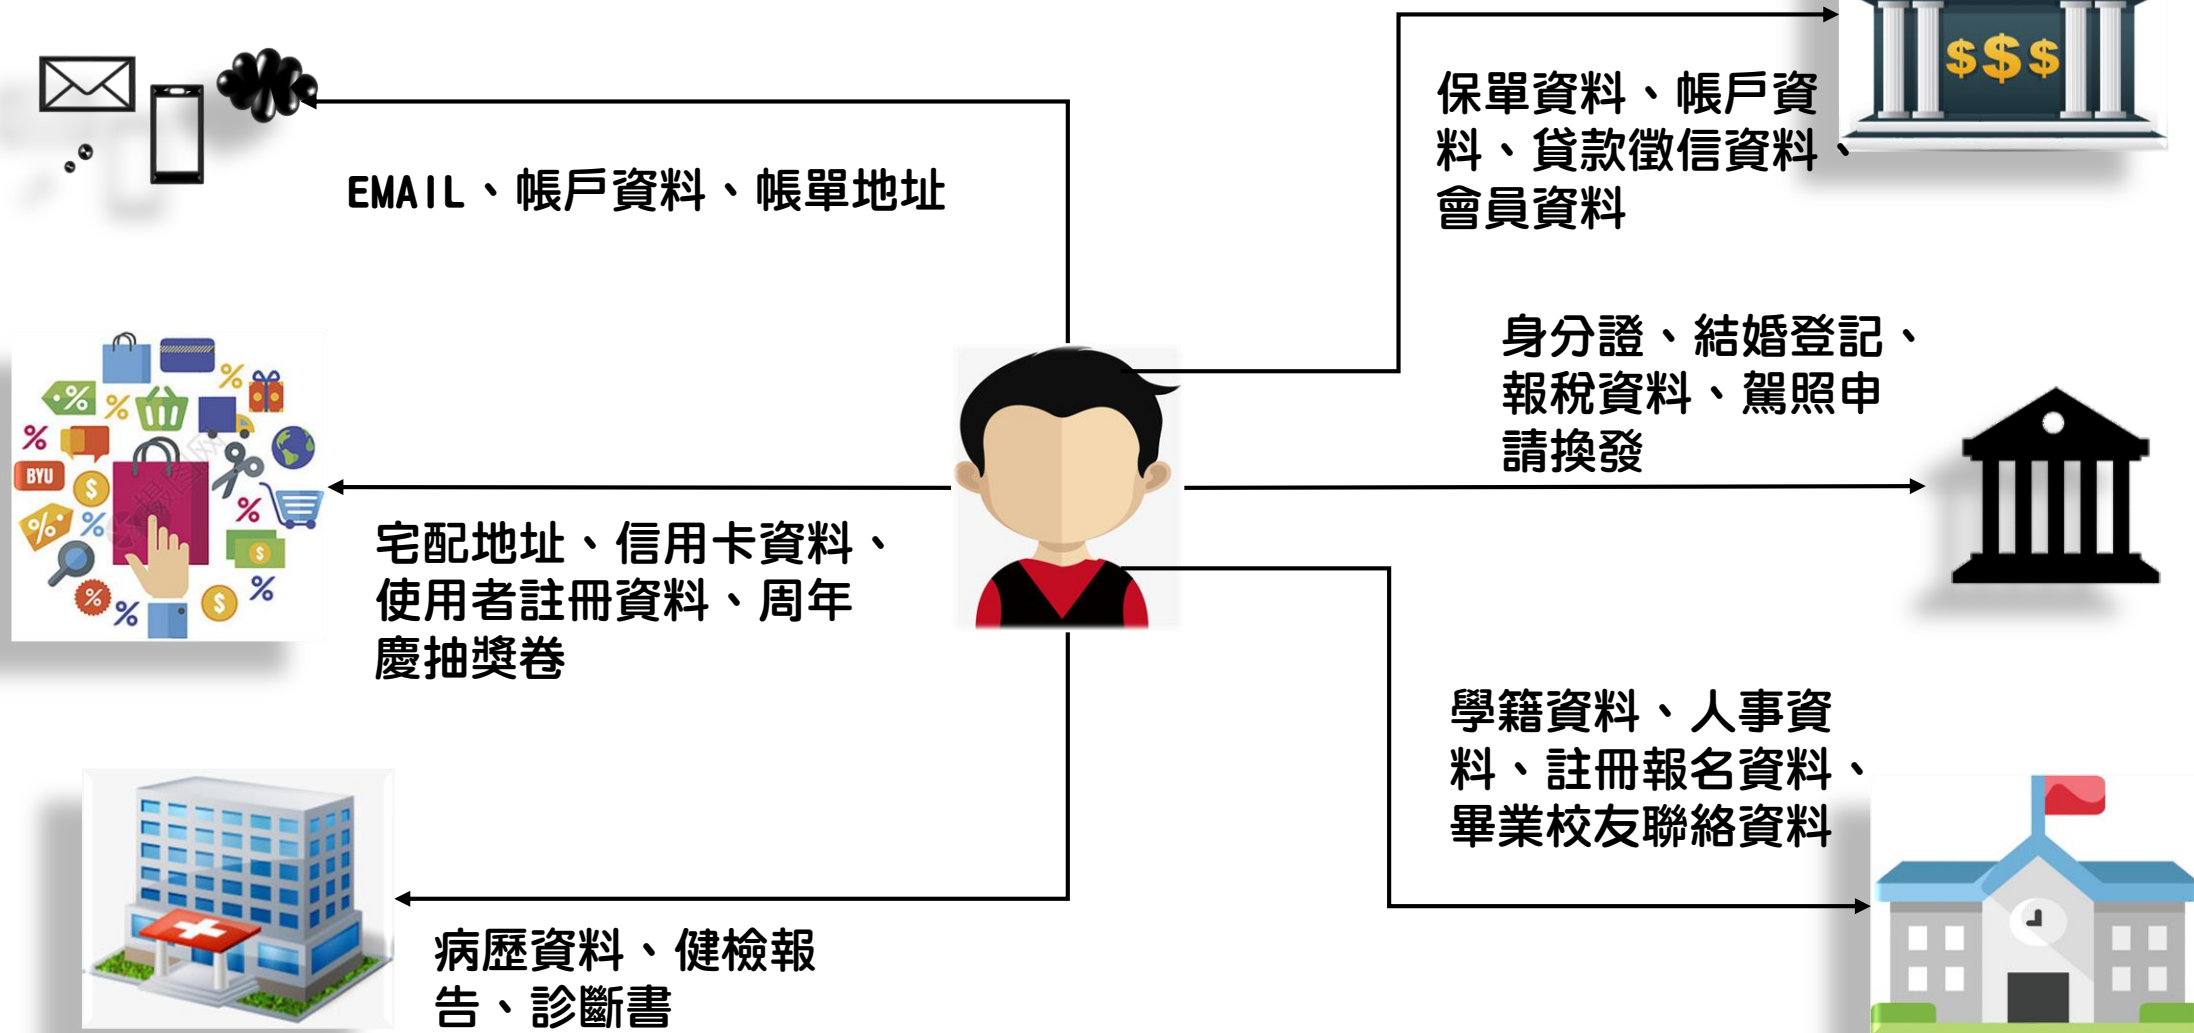 EMAIL、帳戶資料、帳單地址
$$$
保單資料、帳戶資
料、貸款徵信資料、
會員資料
身分證、結婚登記、
報稅資料、駕照申
請換發
BYU
宅配地址、信用卡資料、
使用者註冊資料、周年
慶抽獎卷
學籍資料、人事資
料、註冊報名資料、
畢業校友聯絡資料
病歷資料、健檢報
告、診斷書